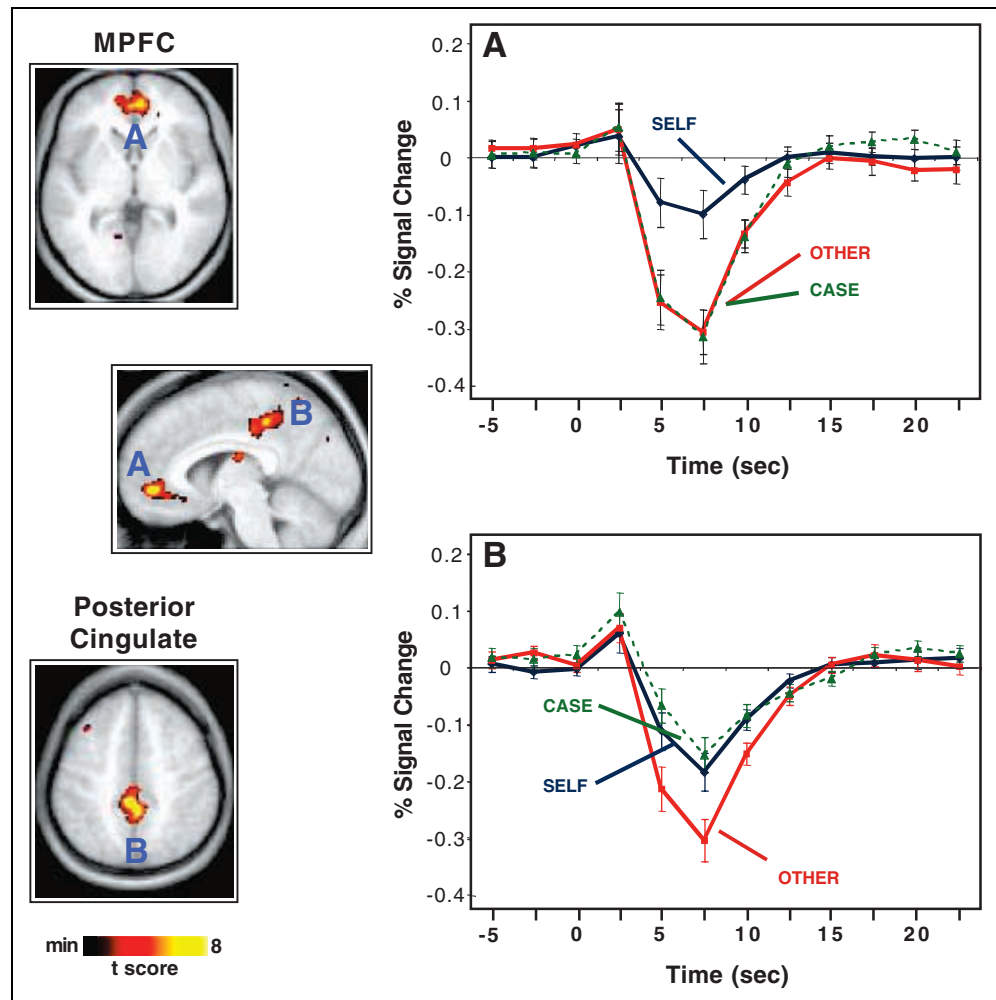 MPFC
A
A
B
Posterior
Cingulate
B
min 8
t score
A
% Signal Change
0.2
0.1
0
-0.1
-0.2
-0.3
-0.4
SELF
OTHER
CASE
-5 0 5 10 15 20
Time (sec)
B
% Signal Change
0.2
0.1
0
-0.1
-0.2
-0.3
-0.4
CASE
SELF
OTHER
-5 0 5 10 15 20
Time (sec)